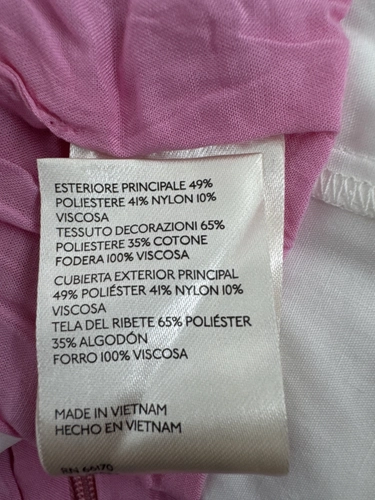 ESTERIORE PRINCIPALE 49%
POLIESTERE 41% NYLON 10%
VISCOSA
TESSUTO DECORAZIONI 65%
POLIESTERE 35% COTONE
FODERA 100% VISCOSA
CUBIERTA EXTERIOR PRINCIPAL
49% POLIÉSTER 41% NYLON 10%
VISCOSA
TELA DEL RIBETE 65% POLIÉSTER
35% ALGODÓN
FORRO 100% VISCOSA
MADE IN VIETNAM
HECHO EN VIETNAM
RN 66170